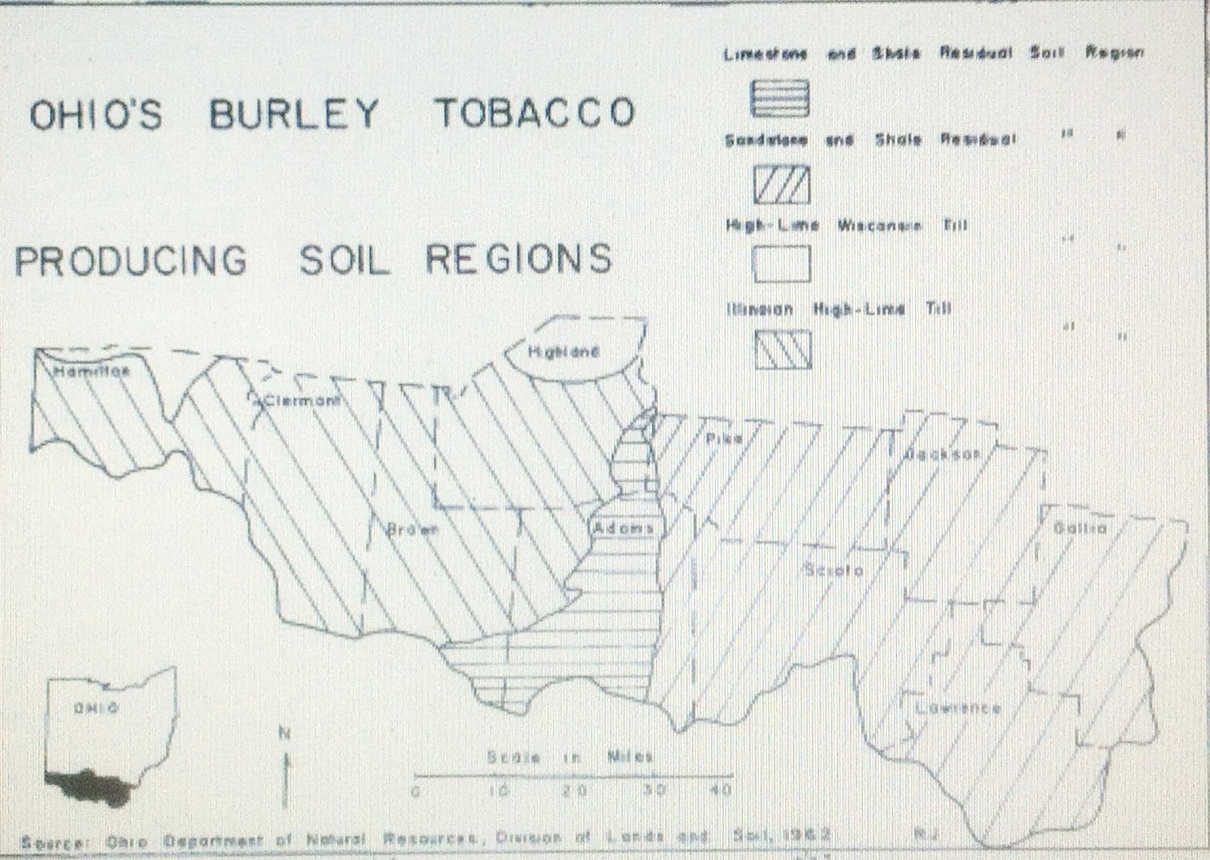 OHIO'S BURLEY TOBACCO
PRODUCING SOIL REGIONS
Limestone and Shale Residual Soil Region
Sandstone and Shale Residual " "
High-Lime Wisconsin Till " "
Illinoian High-Lime Till " "
Highland
Hamilton
Clermont
Pike
Jackson
Brown
Adams
Gallia
Scioto
Lawrence
OHIO
N
Scale in Miles
0 10 20 30 40
Source: Ohio Department of Natural Resources, Division of Lands and Soil, 1962